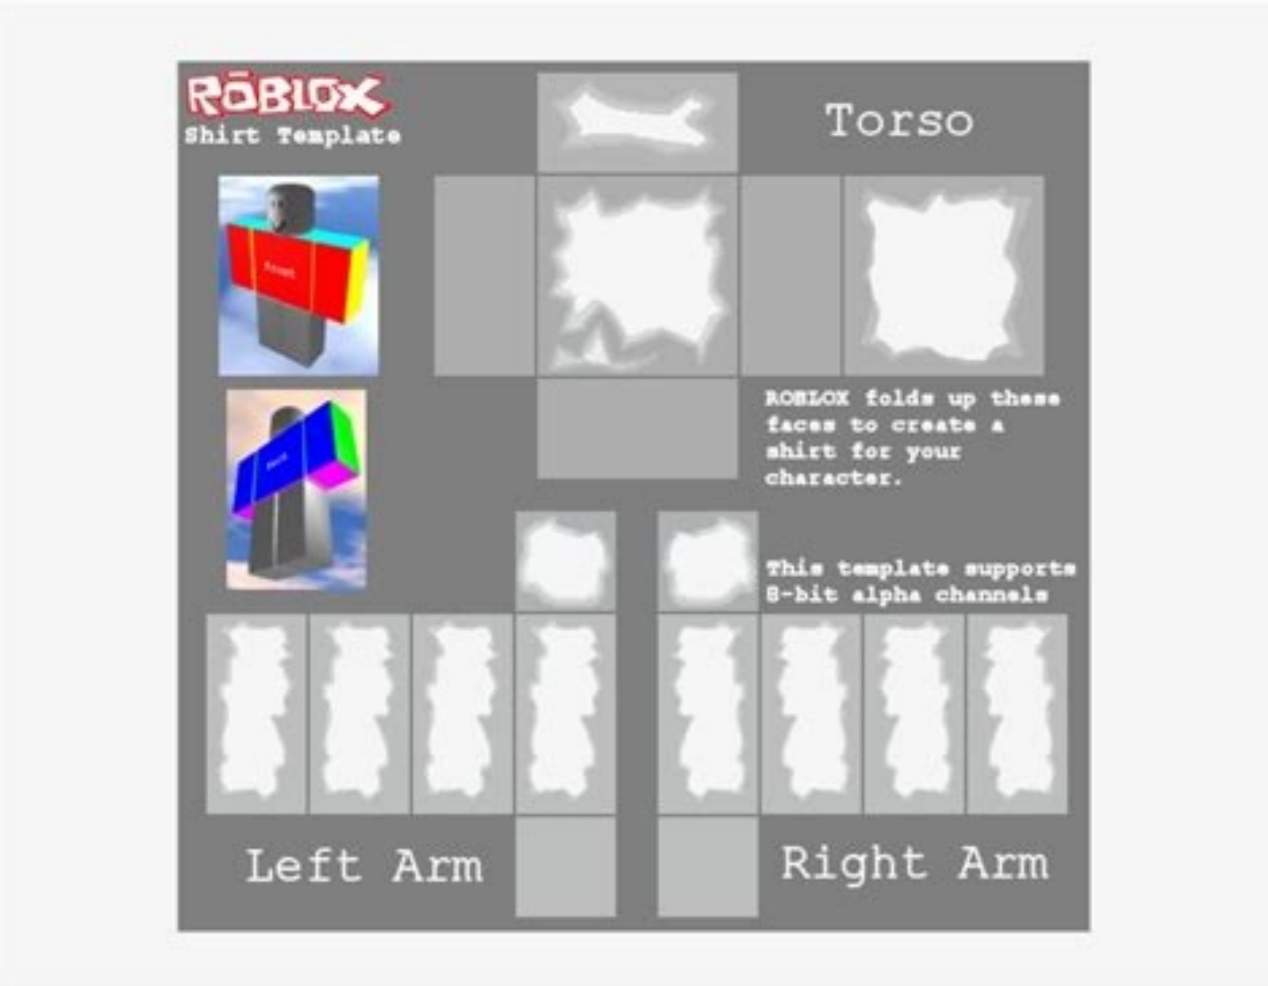 RŌBLOX
Shirt Template
Torso
ROBLOX folds up these
faces to create a
shirt for your
character.
This template supports
8-bit alpha channels
Left Arm
Right Arm